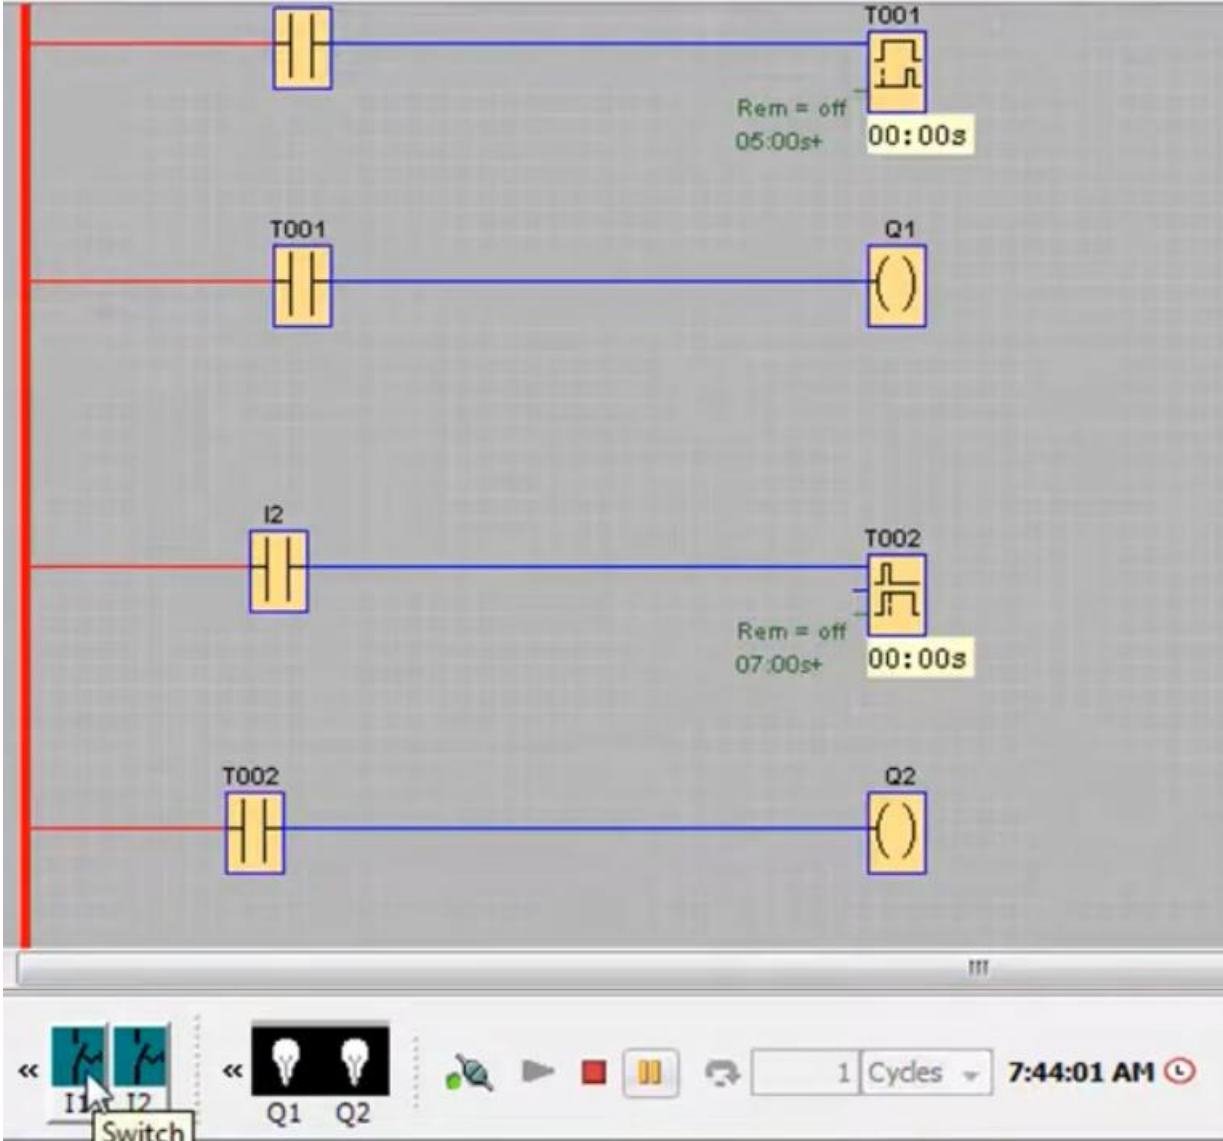 T001
Rem = off
05:00s+
00:00s
T001
Q1
I2
T002
Rem = off
07:00s+
00:00s
T002
Q2
«
I1
I2
«
Q1
Q2
1
Cycles
7:44:01 AM
Switch